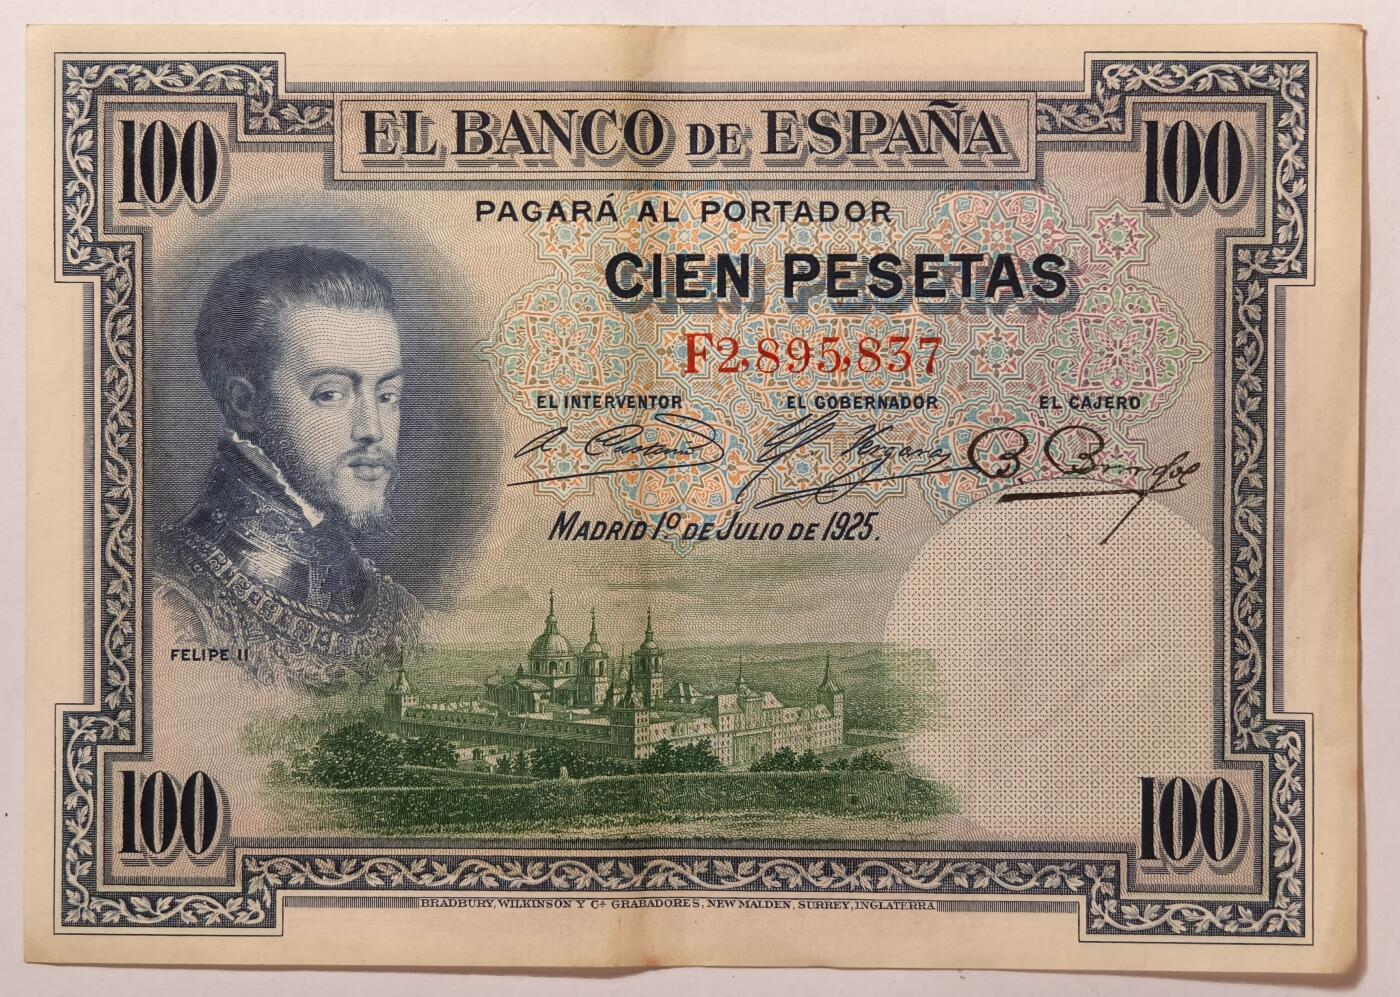 100 EL BANCO DE ESPAÑA 100
PAGARÁ AL PORTADOR
CIEN PESETAS
F2,895,837
EL INTERVENTOR EL GOBERNADOR EL CAJERO
MADRID 1º DE JULIO DE 1925.
FELIPE II
100 100
BRADBURY, WILKINSON Y Cª GRABADORES, NEW MALDEN, SURREY, INGLATERRA